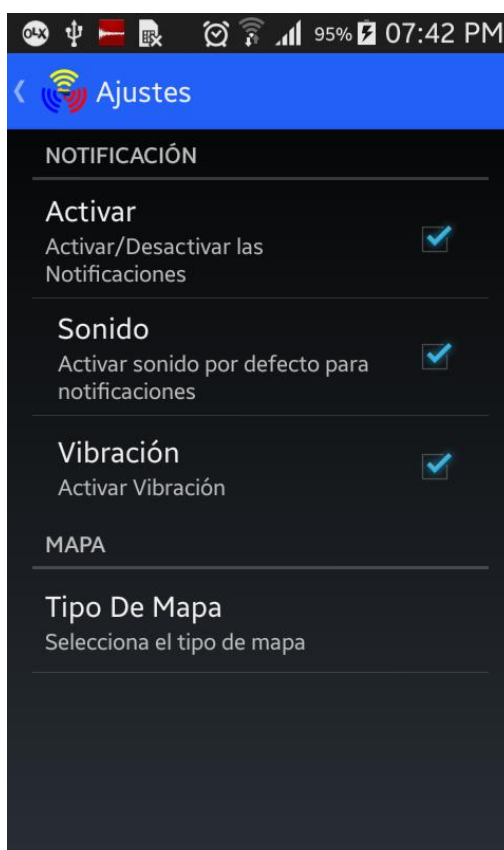 OLX 95% 07:42 PM
Ajustes
NOTIFICACIÓN
Activar
Activar/Desactivar las
Notificaciones
Sonido
Activar sonido por defecto para
notificaciones
Vibración
Activar Vibración
MAPA
Tipo De Mapa
Selecciona el tipo de mapa